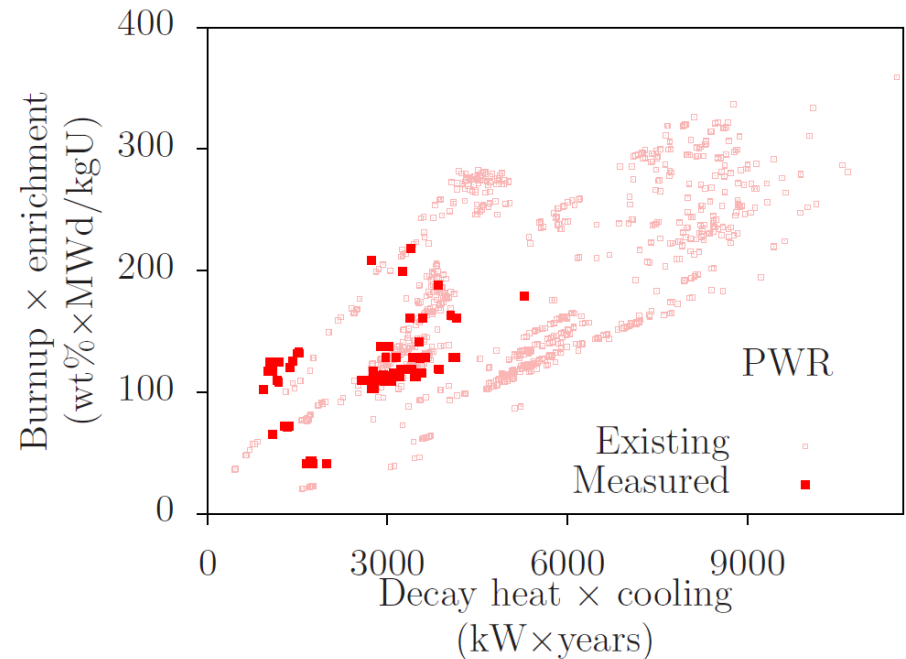 Burnup × enrichment
(wt%×MWd/kgU)
400
300
200
100
0
PWR
Existing
Measured
0 3000 6000 9000
Decay heat × cooling
(kW×years)